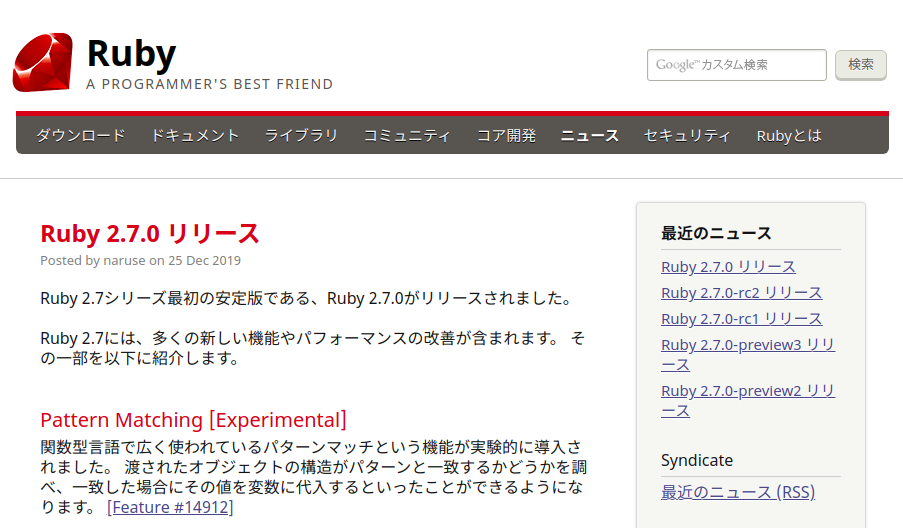 Ruby
A PROGRAMMER'S BEST FRIEND
Google™ カスタム検索
検索
ダウンロード ドキュメント ライブラリ コミュニティ コア開発 ニュース セキュリティ Rubyとは
Ruby 2.7.0 リリース
Posted by naruse on 25 Dec 2019
Ruby 2.7シリーズ最初の安定版である、Ruby 2.7.0がリリースされました。
Ruby 2.7には、多くの新しい機能やパフォーマンスの改善が含まれます。 そ
の一部を以下に紹介します。
Pattern Matching [Experimental]
関数型言語で広く使われているパターンマッチという機能が実験的に導入さ
れました。 渡されたオブジェクトの構造がパターンと一致するかどうかを調
べ、一致した場合にその値を変数に代入するといったことができるようにな
ります。 [Feature #14912]
最近のニュース
Ruby 2.7.0 リリース
Ruby 2.7.0-rc2 リリース
Ruby 2.7.0-rc1 リリース
Ruby 2.7.0-preview3 リリ
ース
Ruby 2.7.0-preview2 リリ
ース
Syndicate
最近のニュース (RSS)